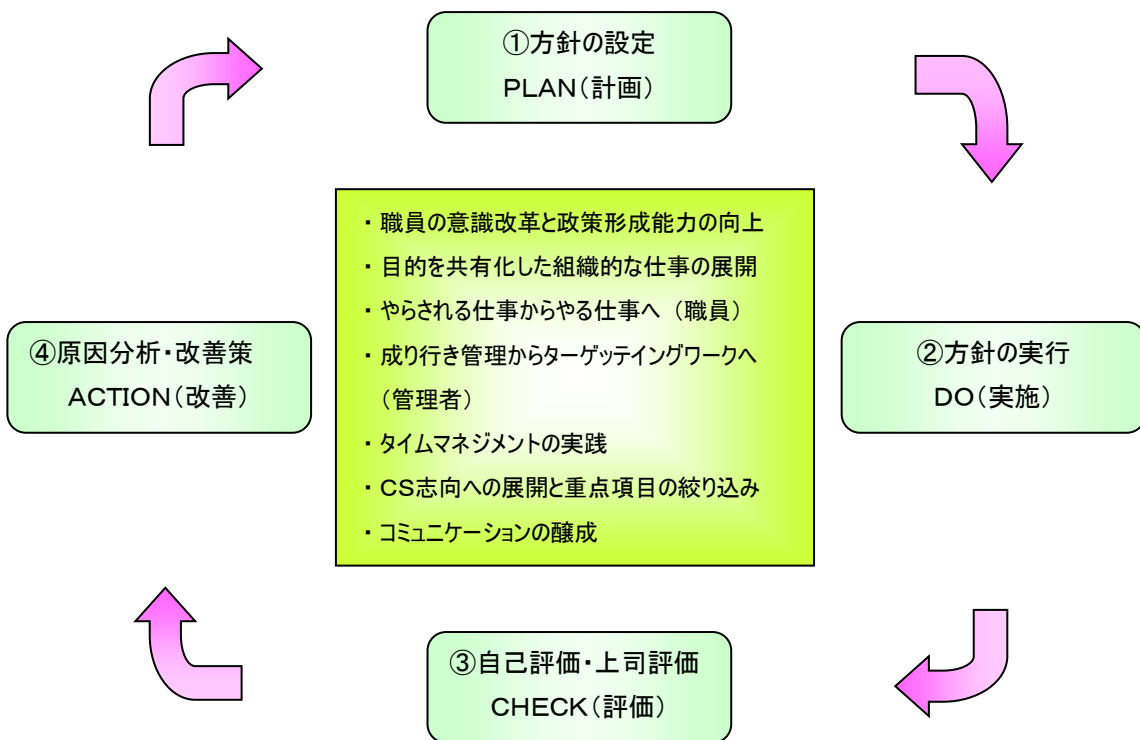 ①方針の設定
PLAN(計画)
・職員の意識改革と政策形成能力の向上
・目的を共有化した組織的な仕事の展開
・やらされる仕事からやる仕事へ (職員)
・成り行き管理からターゲッテイングワークへ
(管理者)
・タイムマネジメントの実践
・CS志向への展開と重点項目の絞り込み
・コミュニケーションの醸成
④原因分析・改善策
ACTION(改善)
②方針の実行
DO(実施)
③自己評価・上司評価
CHECK(評価)